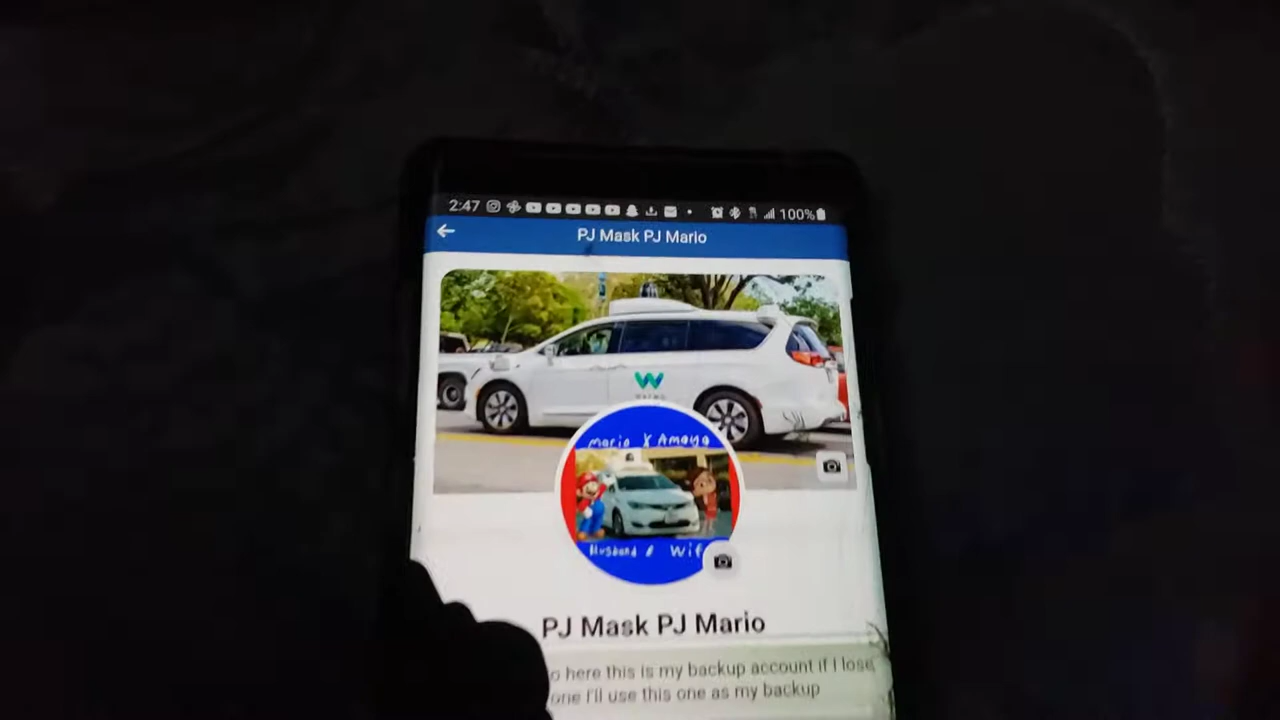 2:47 100%
PJ Mask PJ Mario
W
Mario X Amaya
Husband & Wif
PJ Mask PJ Mario
o here this is my backup account if I lose
one I'll use this one as my backup